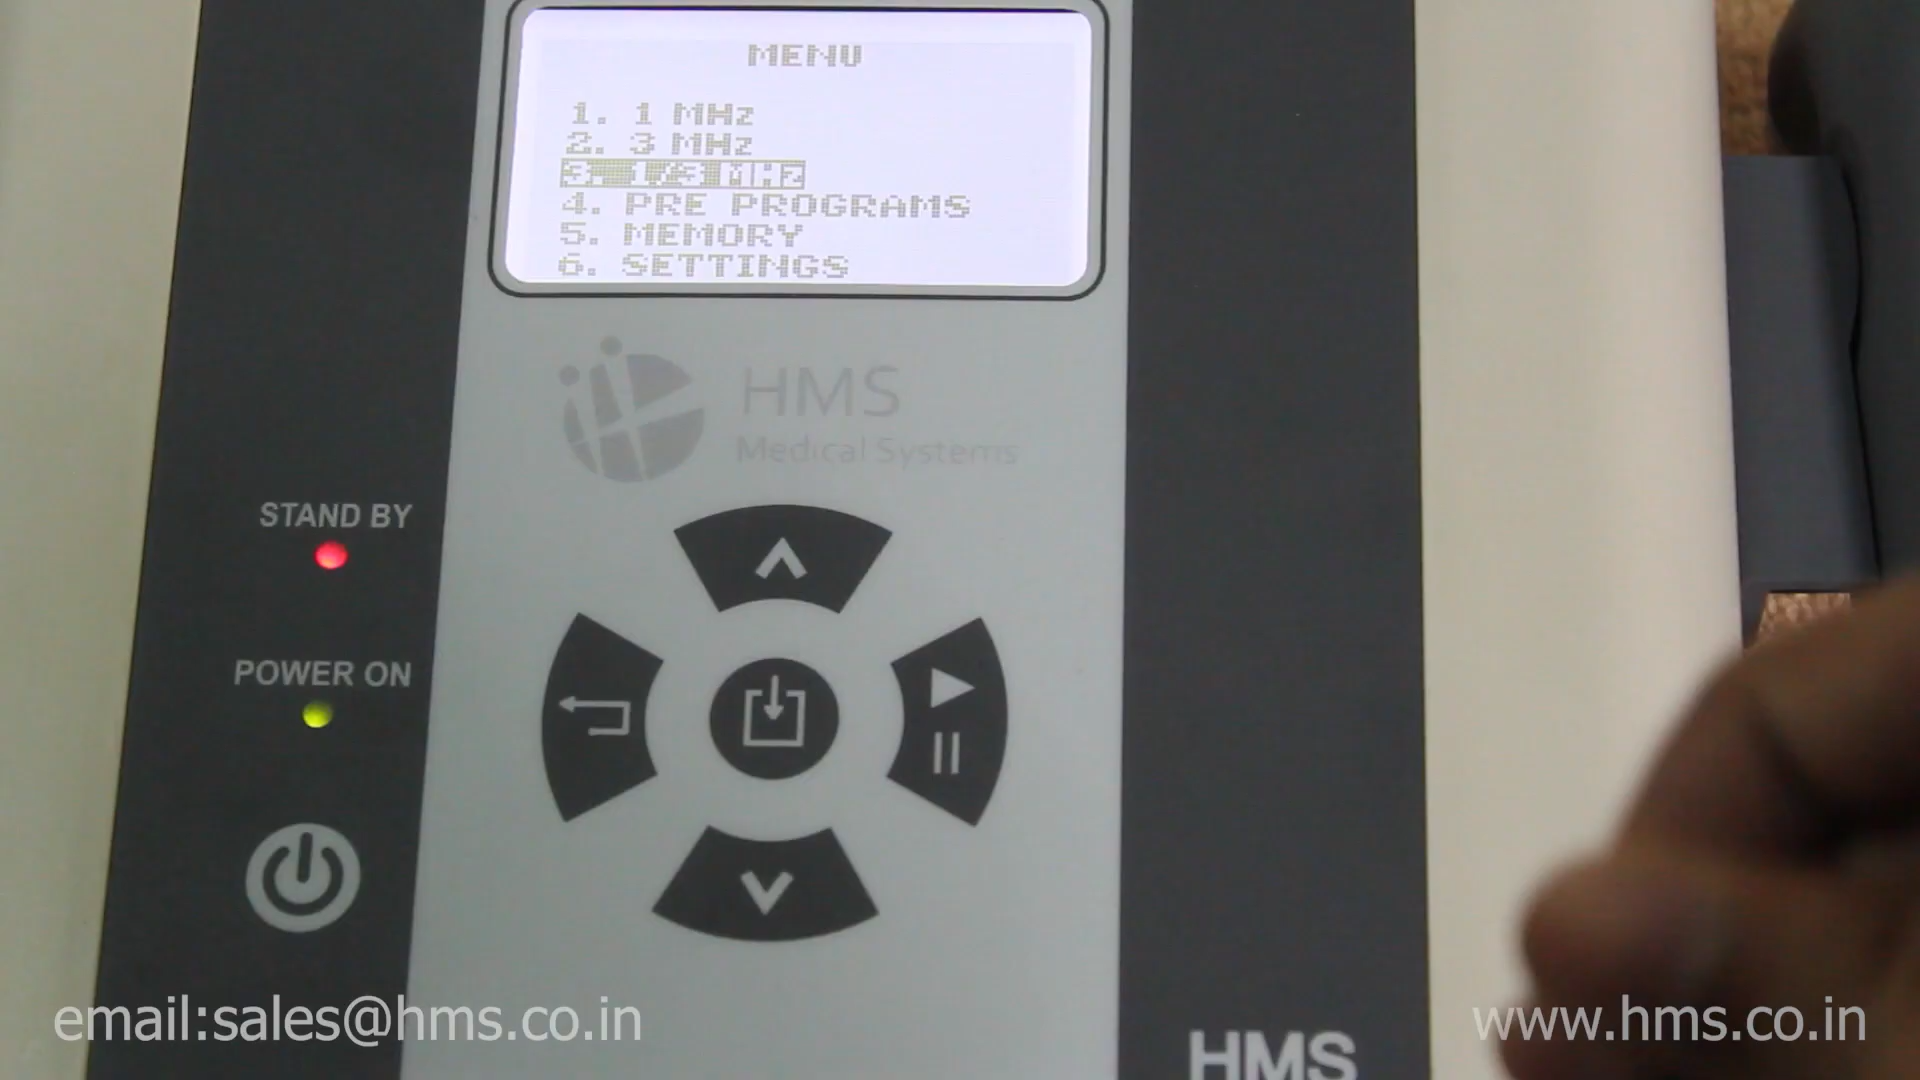 MENU
1. 1 MHz
2. 3 MHz
3. 1/3 MHz
4. PRE PROGRAMS
5. MEMORY
6. SETTINGS
HMS
Medical Systems
STAND BY
POWER ON
email:sales@hms.co.in
www.hms.co.in
HMS